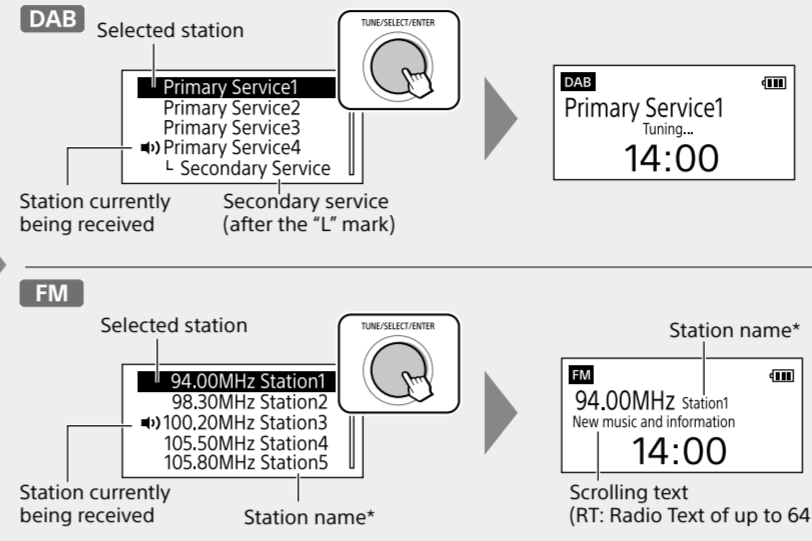 DAB
Selected station
TUNE/SELECT/ENTER
Primary Service1
Primary Service2
Primary Service3
Primary Service4
└ Secondary Service
Station currently
being received
Secondary service
(after the “L” mark)
DAB
Primary Service1
Tuning...
14:00
FM
Selected station
TUNE/SELECT/ENTER
94.00MHz Station1
98.30MHz Station2
100.20MHz Station3
105.50MHz Station4
105.80MHz Station5
Station currently
being received
Station name*
Station name*
FM
94.00MHz Station1
New music and information
14:00
Scrolling text
(RT: Radio Text of up to 64